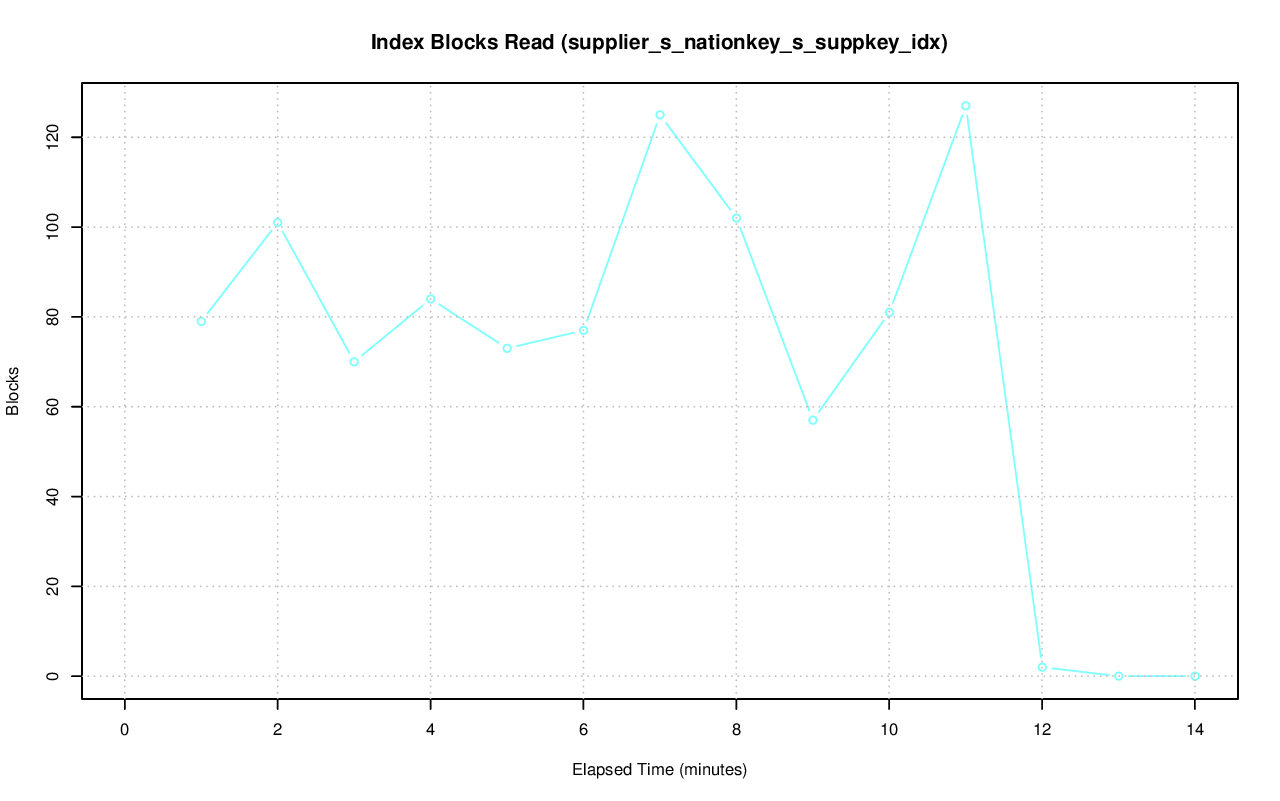 Index Blocks Read (supplier_s_nationkey_s_suppkey_idx)
Blocks
120
100
80
60
40
20
0
0 2 4 6 8 10 12 14
Elapsed Time (minutes)